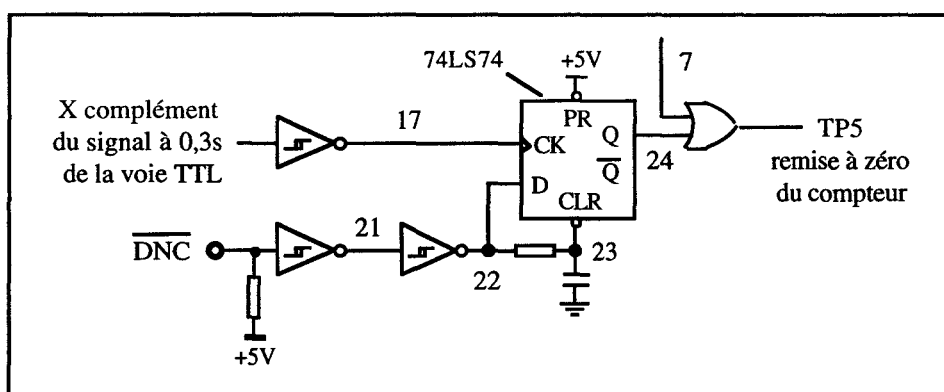 74LS74
+5V
7
X complément
du signal à 0,3s
de la voie TTL
17
PR
CK
Q
Q̅
D
CLR
24
TP5
remise à zéro
du compteur
D̅N̅C̅
21
22
23
+5V